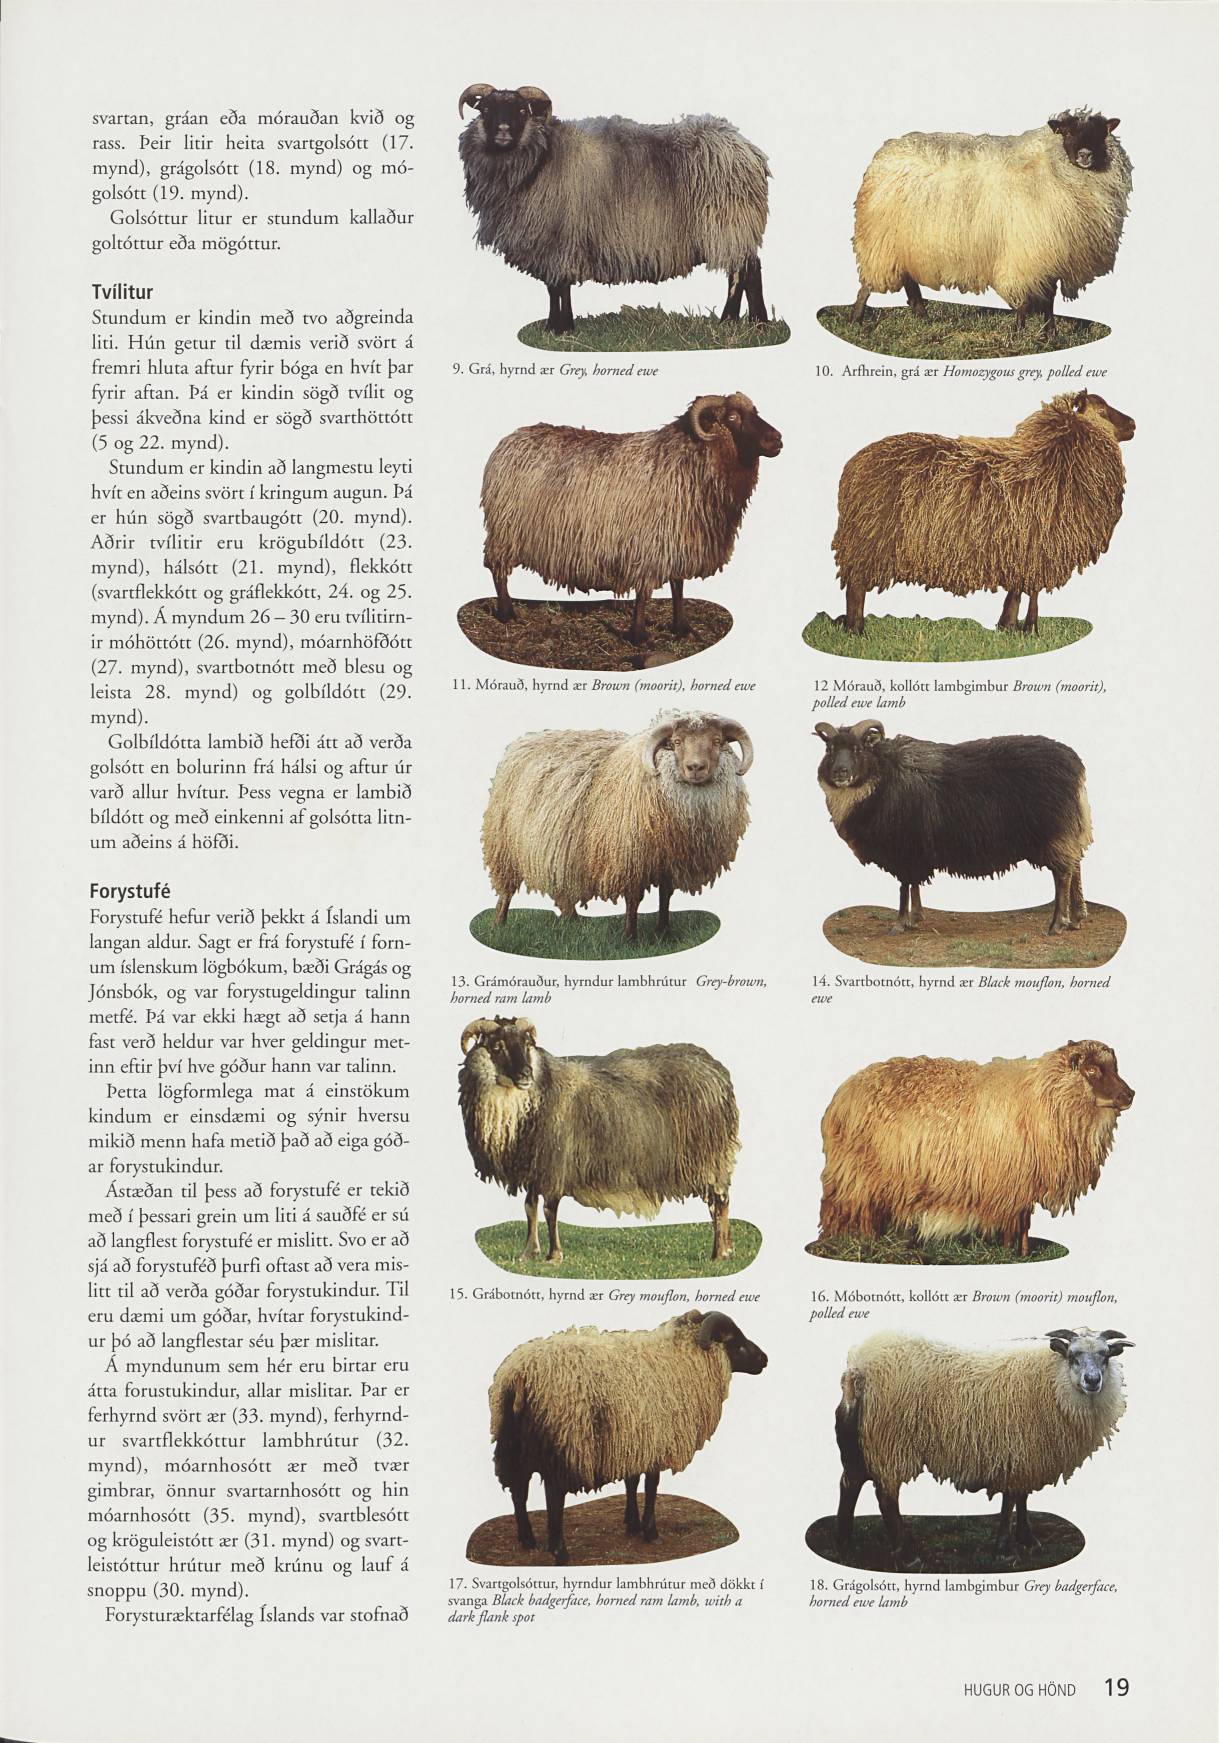 svartan, gráan eða mórauðan kvið og
rass. Þeir litir heita svartgolsótt (17.
mynd), grágolsótt (18. mynd) og mó-
golsótt (19. mynd).
Golsóttur litur er stundum kallaður
goltóttur eða mögóttur.
Tvílitur
Stundum er kindin með tvo aðgreinda
liti. Hún getur til dæmis verið svört á
fremri hluta aftur fyrir bóga en hvít þar
fyrir aftan. Þá er kindin sögð tvílit og
þessi ákveðna kind er sögð svarthöttótt
(5 og 22. mynd).
Stundum er kindin að langmestu leyti
hvít en aðeins svört í kringum augun. Þá
er hún sögð svartbaugótt (20. mynd).
Aðrir tvílitir eru krögubíldótt (23.
mynd), hálsótt (21. mynd), flekkótt
(svartflekkótt og gráflekkótt, 24. og 25.
mynd). Á myndum 26 – 30 eru tvílitirn-
ir móhöttótt (26. mynd), móarnhöfðótt
(27. mynd), svartbotnótt með blesu og
leista 28. mynd) og golbíldótt (29.
mynd).
Golbíldótta lambið hefði átt að verða
golsótt en bolurinn frá hálsi og aftur úr
varð allur hvítur. Þess vegna er lambið
bíldótt og með einkenni af golsótta litn-
um aðeins á höfði.
Forystufé
Forystufé hefur verið þekkt á Íslandi um
langan aldur. Sagt er frá forystufé í forn-
um íslenskum lögbókum, bæði Grágás og
Jónsbók, og var forystugeldingur talinn
metfé. Þá var ekki hægt að setja á hann
fast verð heldur var hver geldingur met-
inn eftir því hve góður hann var talinn.
Þetta lögformlega mat á einstökum
kindum er einsdæmi og sýnir hversu
mikið menn hafa metið það að eiga góð-
ar forystukindur.
Ástæðan til þess að forystufé er tekið
með í þessari grein um liti á sauðfé er sú
að langflest forystufé er mislitt. Svo er að
sjá að forystuféð þurfi oftast að vera mis-
litt til að verða góðar forystukindur. Til
eru dæmi um góðar, hvítar forystukind-
ur þó að langflestar séu þær mislitar.
Á myndunum sem hér eru birtar eru
átta forustukindur, allar mislitar. Þar er
ferhyrnd svört ær (33. mynd), ferhyrnd-
ur svartflekkóttur lambhrútur (32.
mynd), móarnhosótt ær með tvær
gimbrar, önnur svartarnhosótt og hin
móarnhosótt (35. mynd), svartblesótt
og kröguleistótt ær (31. mynd) og svart-
leistóttur hrútur með krúnu og lauf á
snoppu (30. mynd).
Forysturæktarfélag Íslands var stofnað
9. Grá, hyrnd ær Grey, horned ewe
10. Arfhrein, grá ær Homozygous grey, polled ewe
11. Mórauð, hyrnd ær Brown (moorit), horned ewe
12 Mórauð, kollótt lambgimbur Brown (moorit),
polled ewe lamb
13. Grámórauður, hyrndur lambhrútur Grey-brown,
horned ram lamb
14. Svartbotnótt, hyrnd ær Black mouflon, horned
ewe
15. Grábotnótt, hyrnd ær Grey mouflon, horned ewe
16. Móbotnótt, kollótt ær Brown (moorit) mouflon,
polled ewe
17. Svartgolsóttur, hyrndur lambhrútur með dökkt í
svanga Black badgerface, horned ram lamb, with a
dark flank spot
18. Grágolsótt, hyrnd lambgimbur Grey badgerface,
horned ewe lamb
HUGUR OG HÖND 19